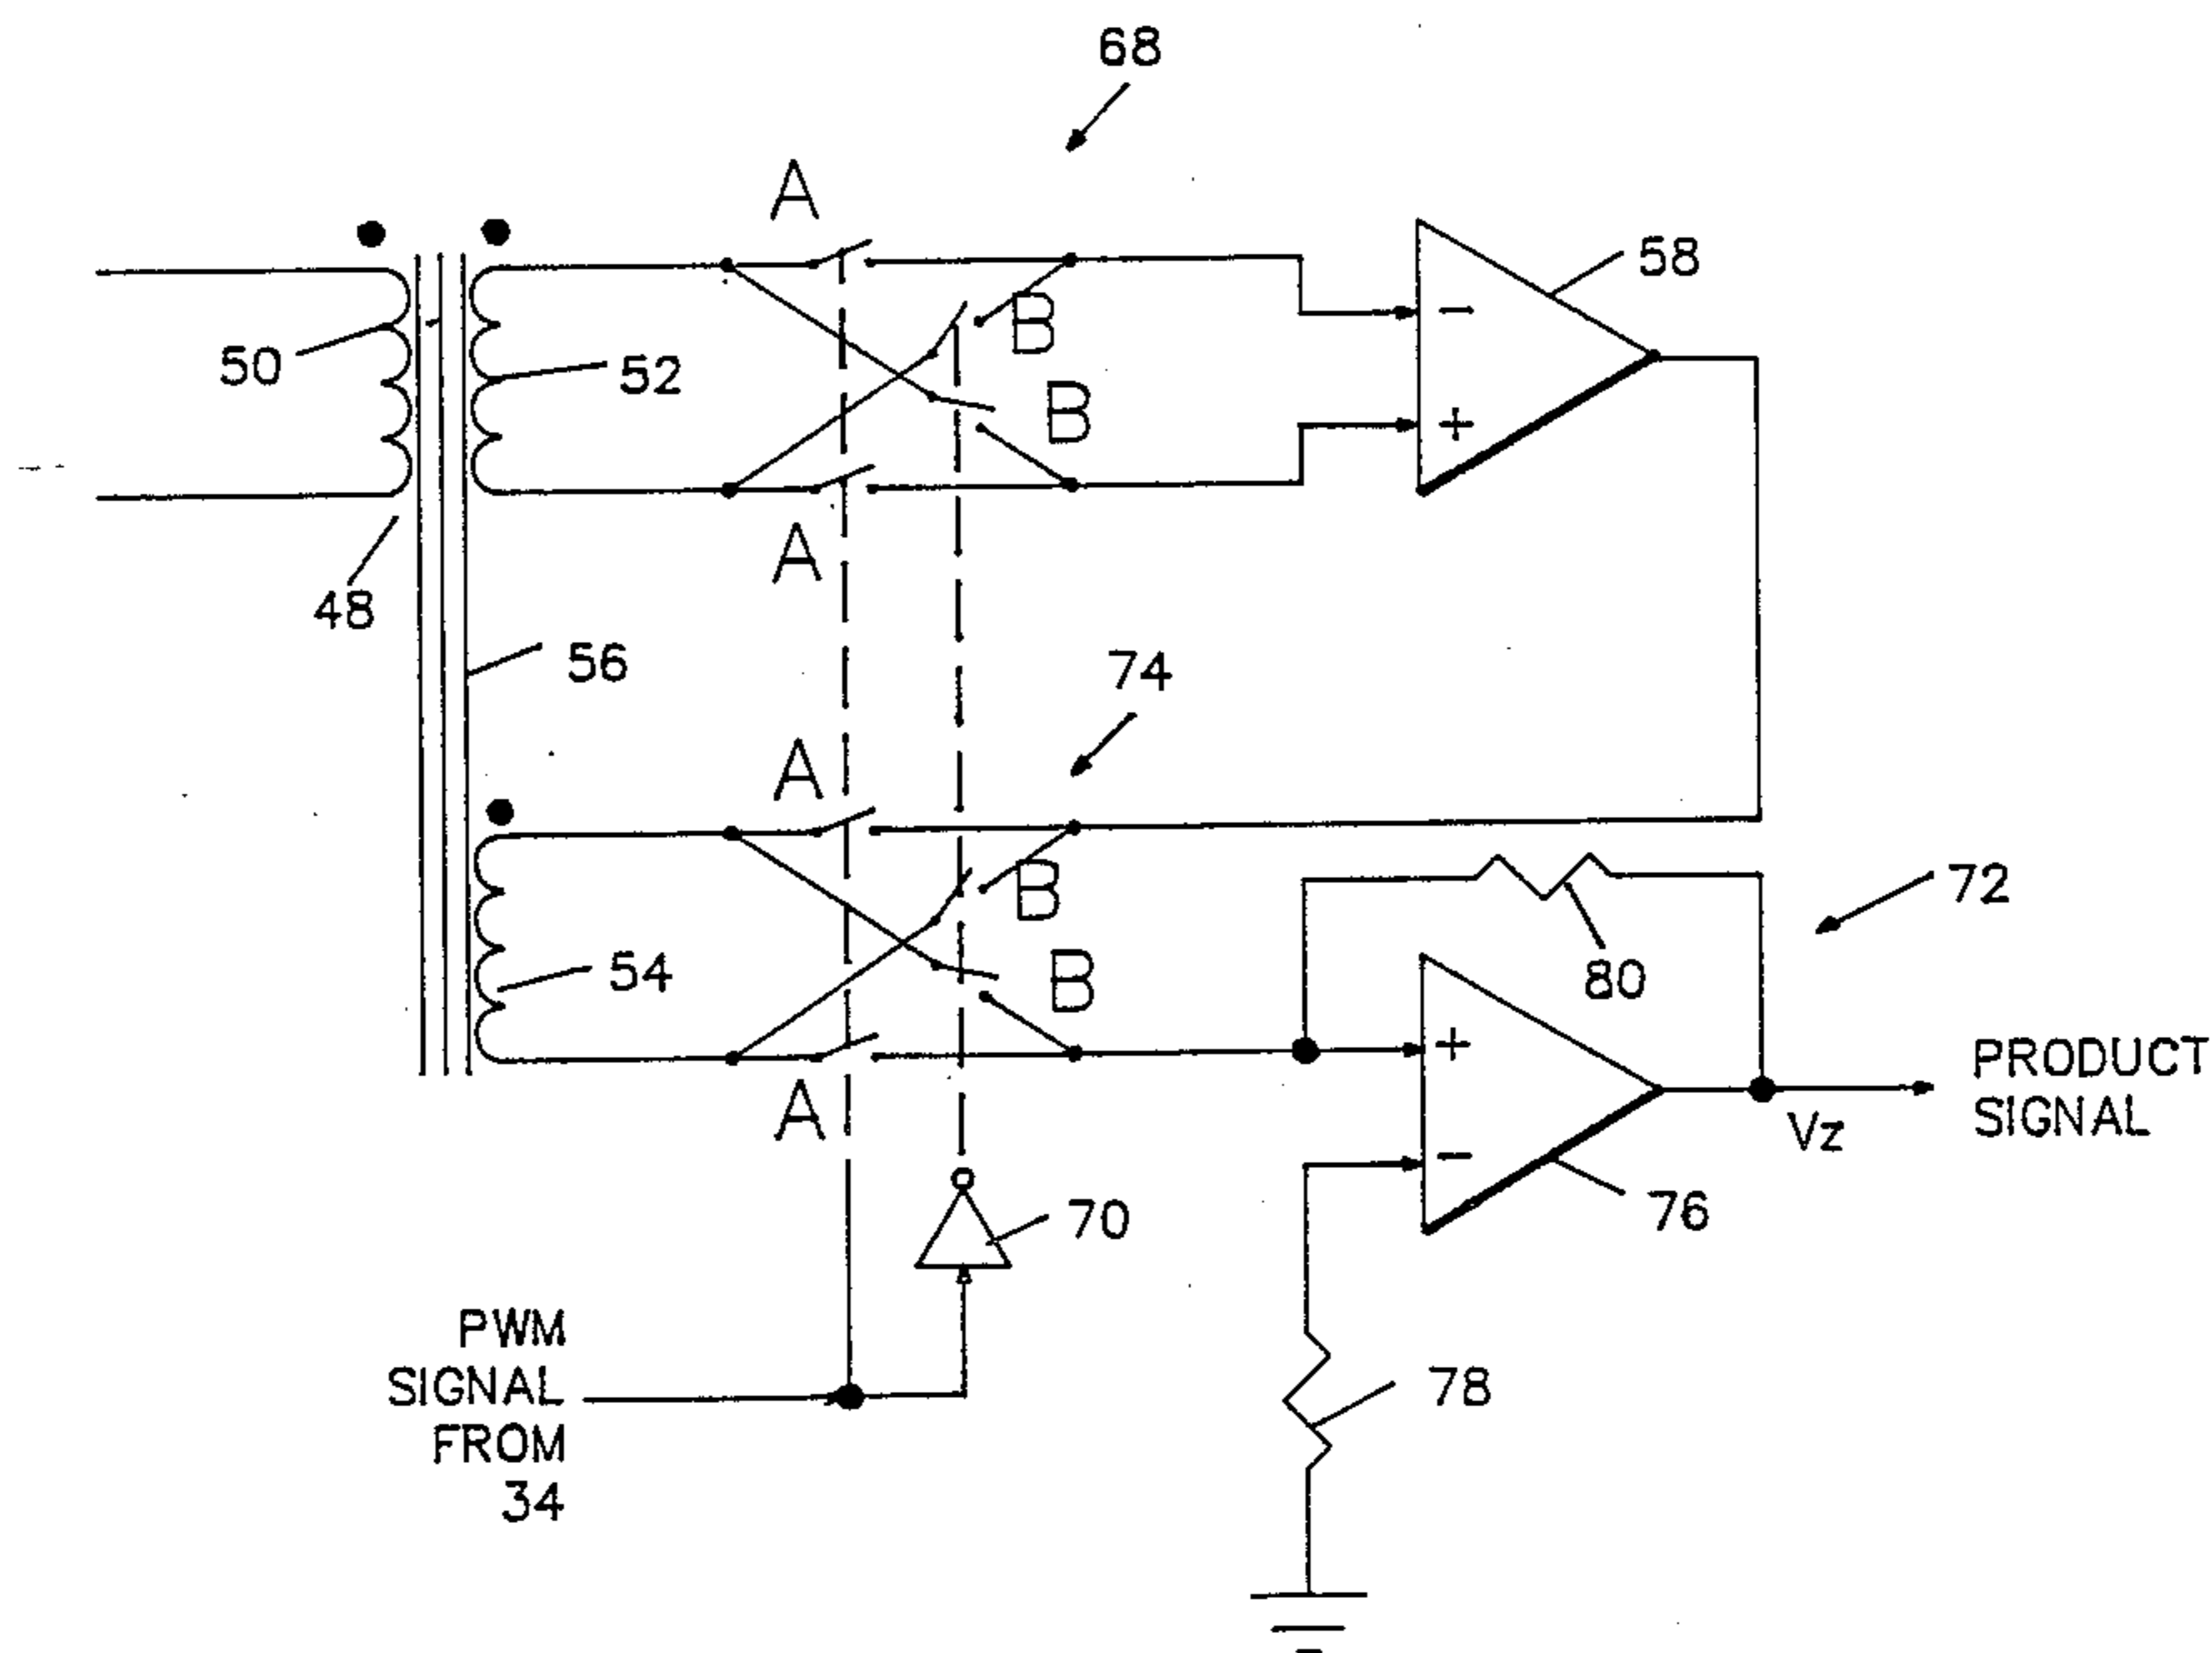 68
A
58
50
52
B
−
B
+
A
48
56
74
A
B
72
54
B
80
+
PRODUCT
SIGNAL
Vz
A
−
70
76
PWM
SIGNAL
FROM
34
78